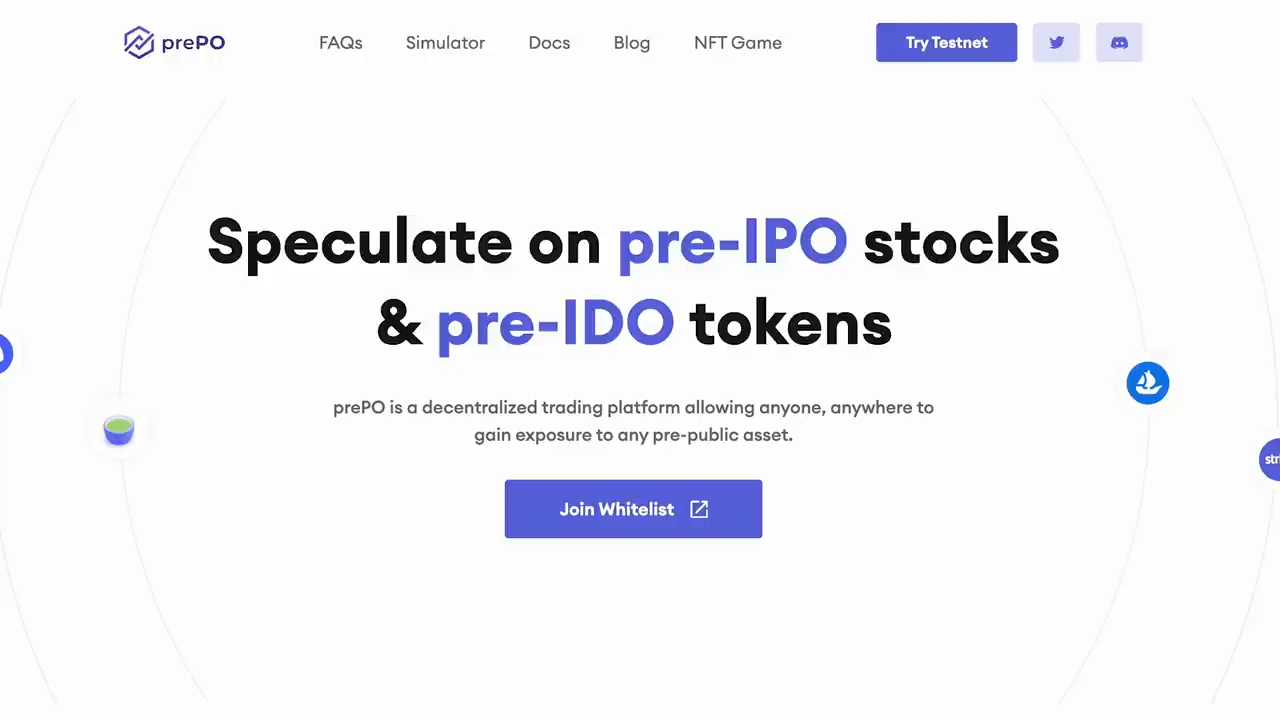 prePO
FAQs
Simulator
Docs
Blog
NFT Game
Try Testnet
Speculate on pre-IPO stocks
& pre-IDO tokens
prePO is a decentralized trading platform allowing anyone, anywhere to
gain exposure to any pre-public asset.
Join Whitelist